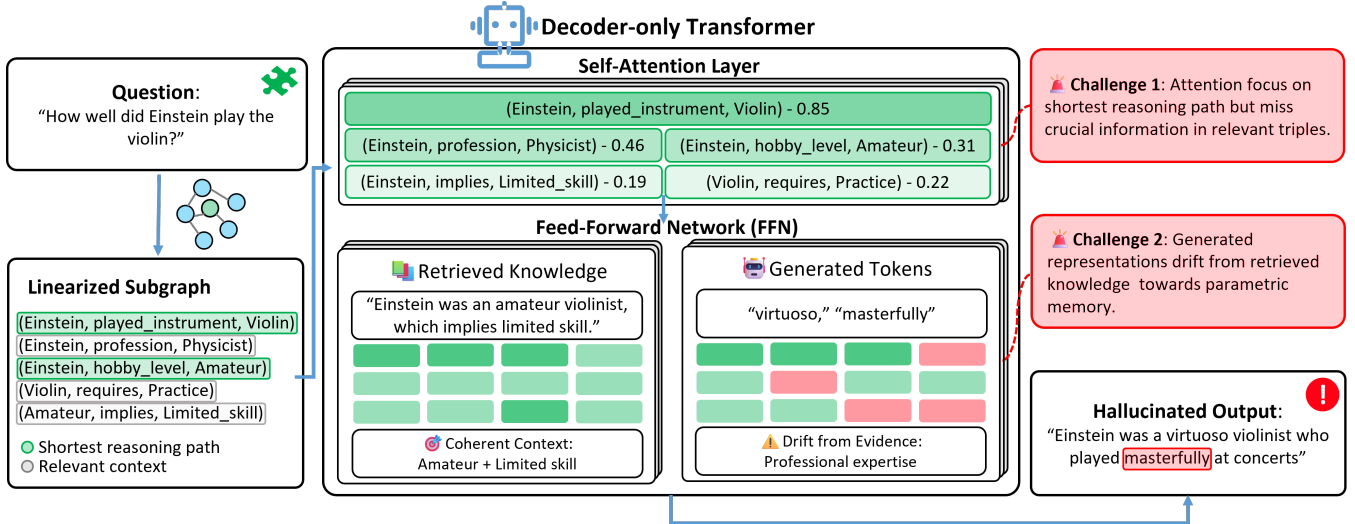 Decoder-only Transformer
Question:
“How well did Einstein play the
violin?”
Linearized Subgraph
(Einstein, played_instrument, Violin)
(Einstein, profession, Physicist)
(Einstein, hobby_level, Amateur)
(Violin, requires, Practice)
(Amateur, implies, Limited_skill)
Shortest reasoning path
Relevant context
Self-Attention Layer
(Einstein, played_instrument, Violin) - 0.85
(Einstein, profession, Physicist) - 0.46
(Einstein, hobby_level, Amateur) - 0.31
(Einstein, implies, Limited_skill) - 0.19
(Violin, requires, Practice) - 0.22
Feed-Forward Network (FFN)
Retrieved Knowledge
“Einstein was an amateur violinist,
which implies limited skill.”
Coherent Context:
Amateur + Limited skill
Generated Tokens
“virtuoso,” “masterfully”
Drift from Evidence:
Professional expertise
Challenge 1: Attention focus on
shortest reasoning path but miss
crucial information in relevant triples.
Challenge 2: Generated
representations drift from retrieved
knowledge towards parametric
memory.
!
Hallucinated Output:
“Einstein was a virtuoso violinist who
played masterfully at concerts”